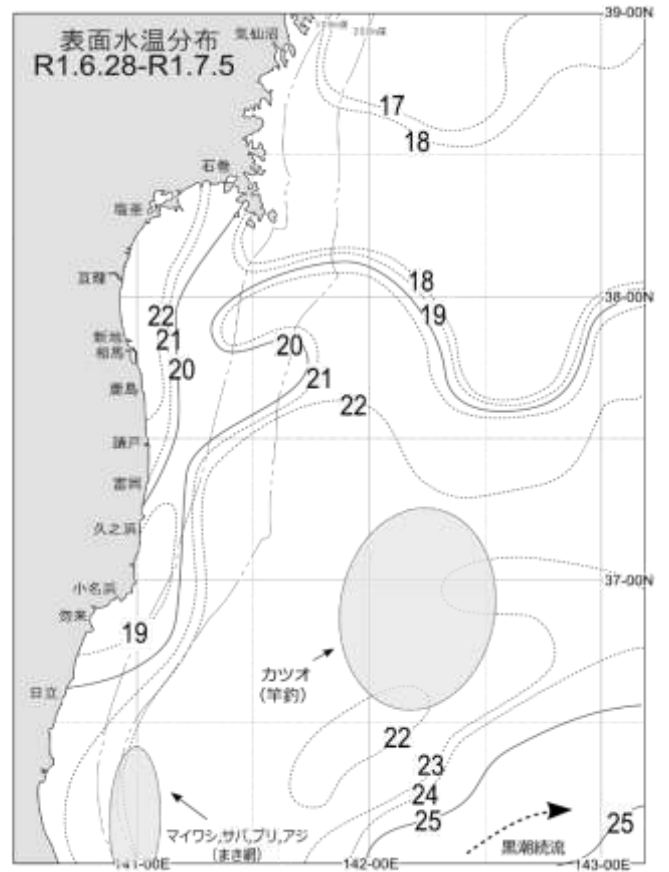 表面水温分布
R1.6.28-R1.7.5
気仙沼
39-00N
17
18
石巻
塩釜
亘理
18
38-00N
19
22
21
20
新地
相馬
鹿島
20
21
22
請戸
富岡
久之浜
小名浜
勿来
37-00N
19
日立
カツオ
(竿釣)
22
23
24
25
25
マイワシ,サバ,ブリ,アジ
(まき網)
黒潮続流
141-00E
142-00E
143-00E